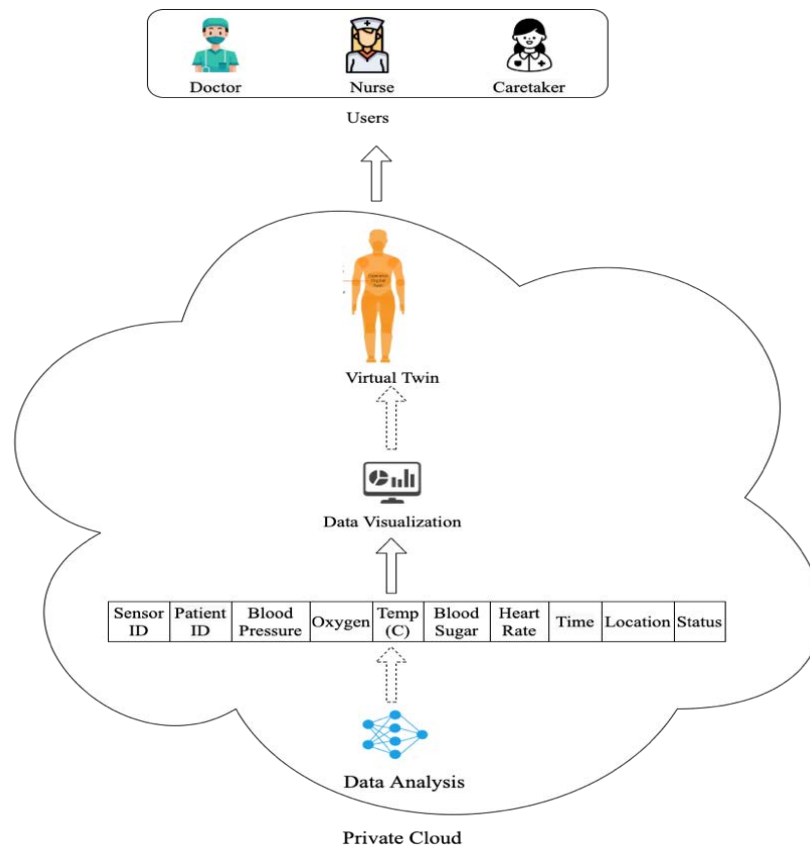 Doctor
Nurse
Caretaker
Users
Virtual Twin
Data Visualization
Sensor ID
Patient ID
Blood Pressure
Oxygen
Temp (C)
Blood Sugar
Heart Rate
Time
Location
Status
Data Analysis
Private Cloud